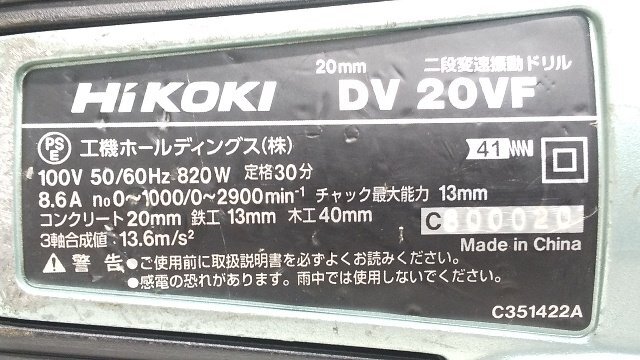 20mm 二段変速振動ドリル
HiKOKI DV 20VF
PSE 工機ホールディングス(株) 41
100V 50/60Hz 820W 定格30分
8.6A n₀0～1000/0～2900min⁻¹ チャック最大能力 13mm
コンクリート20mm 鉄工 13mm 木工40mm
3軸合成値:13.6m/s²
Made in China
⚠警告 ●ご使用前に取扱説明書を必ずよくお読みください。
●感電の恐れがあります。雨中では使用しないでください。
C351422A